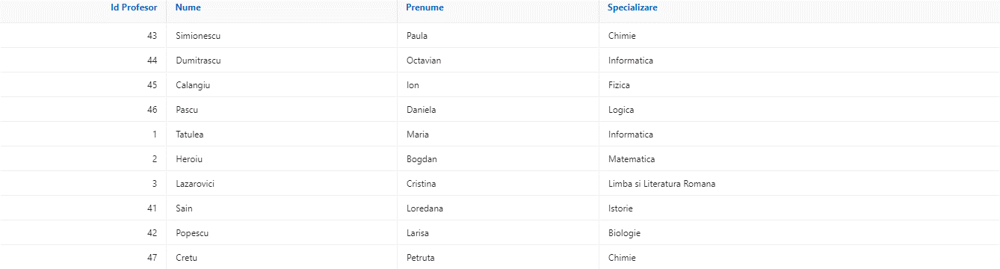 Id Profesor Nume Prenume Specializare
43 Simionescu Paula Chimie
44 Dumitrascu Octavian Informatica
45 Calangiu Ion Fizica
46 Pascu Daniela Logica
1 Tatulea Maria Informatica
2 Heroiu Bogdan Matematica
3 Lazarovici Cristina Limba si Literatura Romana
41 Sain Loredana Istorie
42 Popescu Larisa Biologie
47 Cretu Petruta Chimie